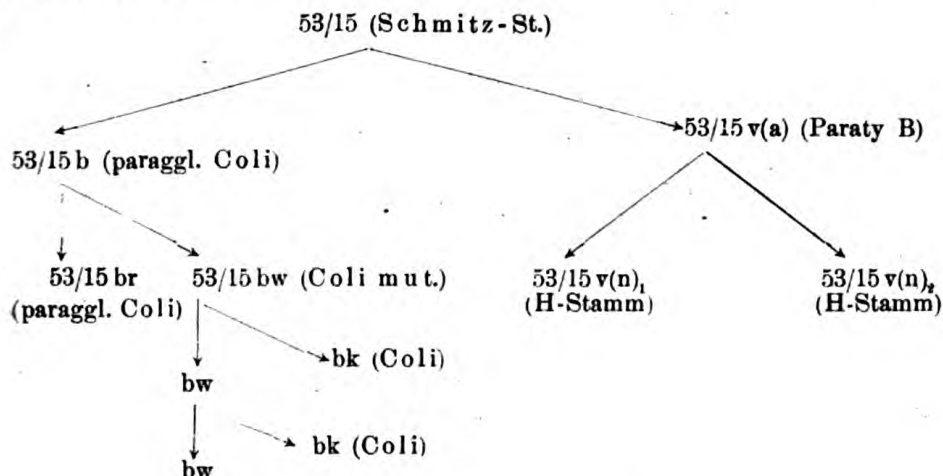 53/15 (Schmitz-St.)
53/15 v(a) (Paraty B)
53/15 b (paraggl. Coli)
53/15 br
(paraggl. Coli)
53/15 bw (Coli mut.)
53/15 v(n)₁
(H-Stamm)
53/15 v(n)₂
(H-Stamm)
bk (Coli)
bw
bk (Coli)
bw